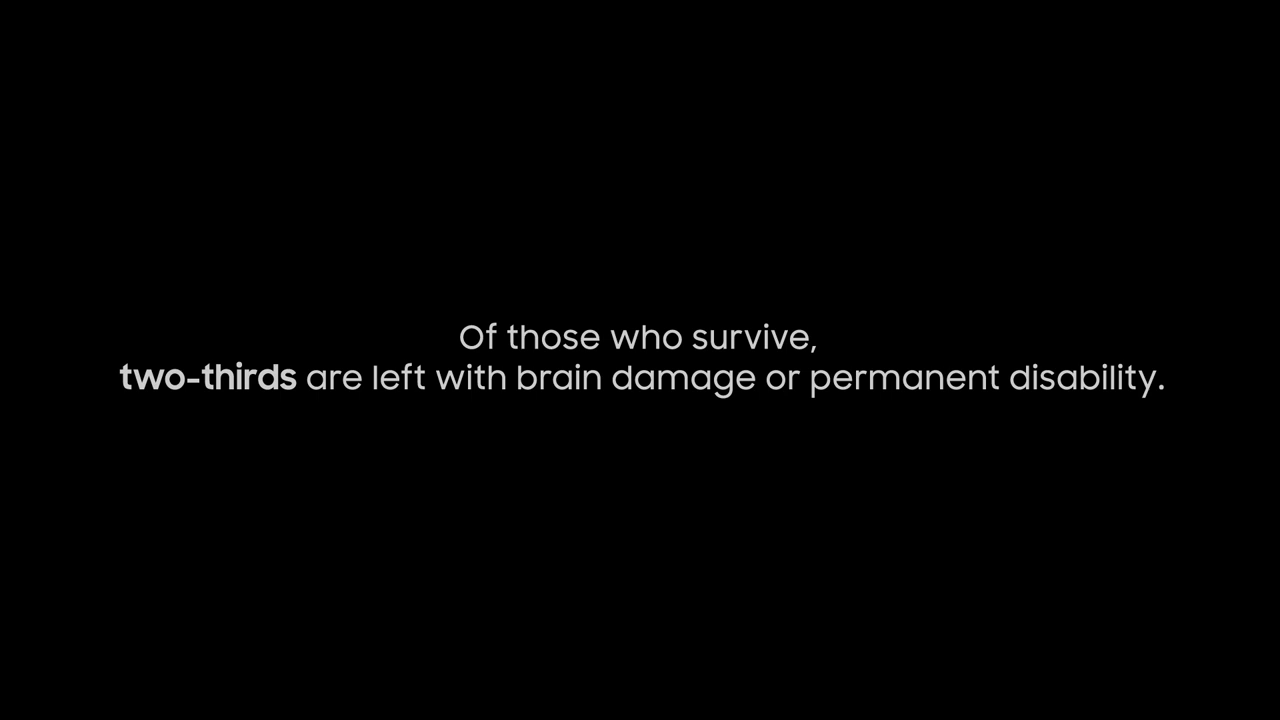 Of those who survive,
two-thirds are left with brain damage or permanent disability.